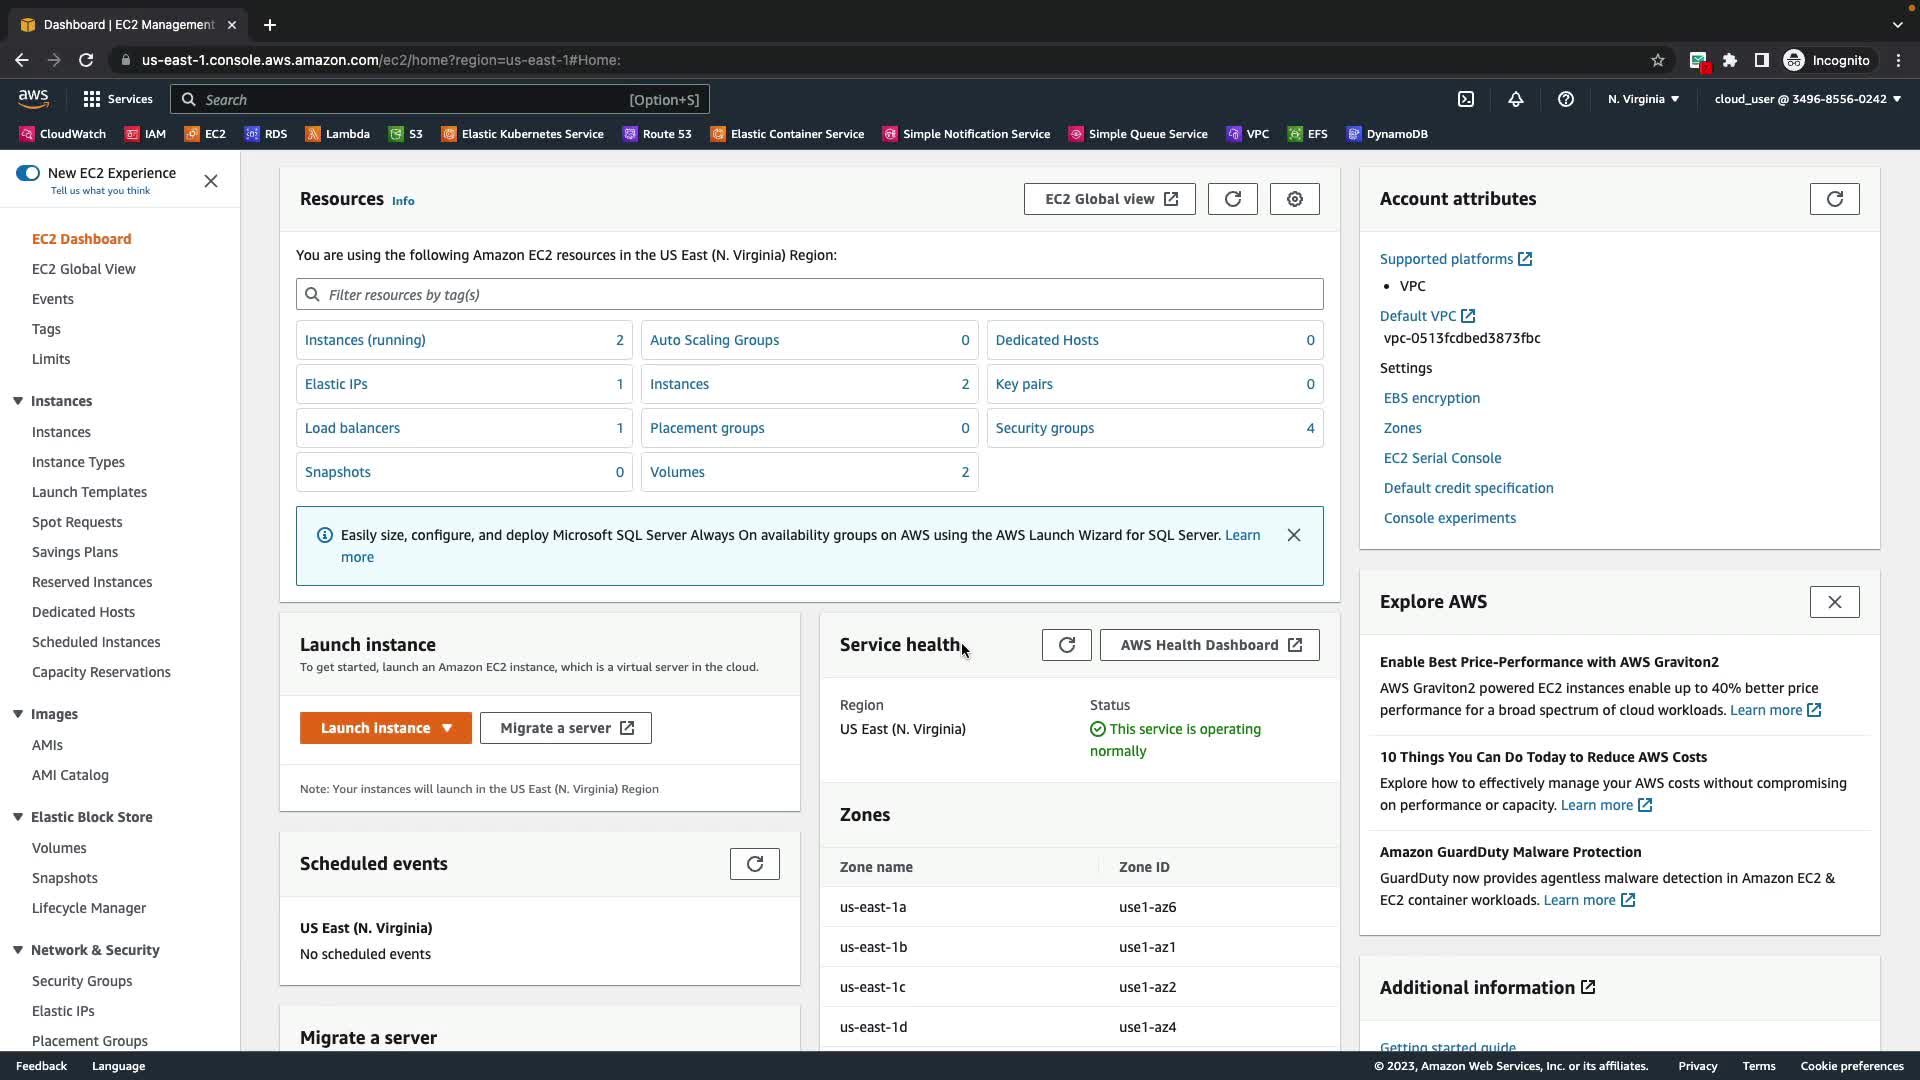 Dashboard | EC2 Management
us-east-1.console.aws.amazon.com/ec2/home?region=us-east-1#Home:
Incognito
aws
Services
Search
[Option+S]
N. Virginia
cloud_user @ 3496-8556-0242
CloudWatch
IAM
EC2
RDS
Lambda
S3
Elastic Kubernetes Service
Route 53
Elastic Container Service
Simple Notification Service
Simple Queue Service
VPC
EFS
DynamoDB
New EC2 Experience
Tell us what you think
EC2 Dashboard
EC2 Global View
Events
Tags
Limits
Instances
Instances
Instance Types
Launch Templates
Spot Requests
Savings Plans
Reserved Instances
Dedicated Hosts
Scheduled Instances
Capacity Reservations
Images
AMIs
AMI Catalog
Elastic Block Store
Volumes
Snapshots
Lifecycle Manager
Network & Security
Security Groups
Elastic IPs
Placement Groups
Resources Info
EC2 Global view
You are using the following Amazon EC2 resources in the US East (N. Virginia) Region:
Filter resources by tag(s)
Instances (running) 2
Auto Scaling Groups 0
Dedicated Hosts 0
Elastic IPs 1
Instances 2
Key pairs 0
Load balancers 1
Placement groups 0
Security groups 4
Snapshots 0
Volumes 2
Easily size, configure, and deploy Microsoft SQL Server Always On availability groups on AWS using the AWS Launch Wizard for SQL Server. Learn
more
Launch instance
To get started, launch an Amazon EC2 instance, which is a virtual server in the cloud.
Launch instance
Migrate a server
Note: Your instances will launch in the US East (N. Virginia) Region
Scheduled events
US East (N. Virginia)
No scheduled events
Migrate a server
Service health
AWS Health Dashboard
Region
US East (N. Virginia)
Status
This service is operating
normally
Zones
Zone name
Zone ID
us-east-1a
use1-az6
us-east-1b
use1-az1
us-east-1c
use1-az2
us-east-1d
use1-az4
Account attributes
Supported platforms
• VPC
Default VPC
vpc-0513fcdbed3873fbc
Settings
EBS encryption
Zones
EC2 Serial Console
Default credit specification
Console experiments
Explore AWS
Enable Best Price-Performance with AWS Graviton2
AWS Graviton2 powered EC2 instances enable up to 40% better price
performance for a broad spectrum of cloud workloads. Learn more
10 Things You Can Do Today to Reduce AWS Costs
Explore how to effectively manage your AWS costs without compromising
on performance or capacity. Learn more
Amazon GuardDuty Malware Protection
GuardDuty now provides agentless malware detection in Amazon EC2 &
EC2 container workloads. Learn more
Additional information
Getting started guide
Feedback
Language
© 2023, Amazon Web Services, Inc. or its affiliates.
Privacy
Terms
Cookie preferences